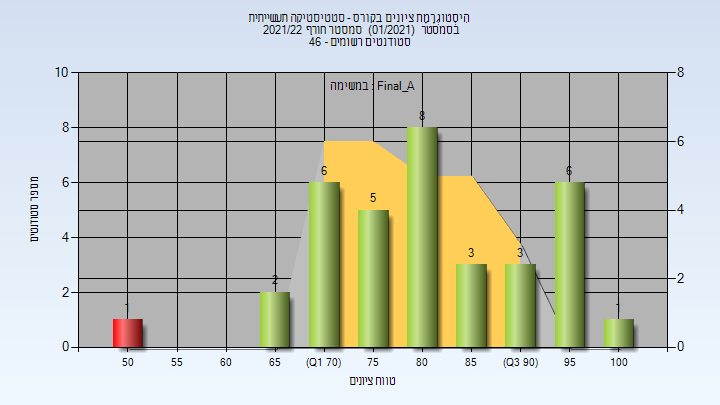 היסטוגרמת ציונים בקורס - סטטיסטיקה תעשייתית
בסמסטר (01/2021) סמסטר חורף 2021/22
סטודנטים רשומים - 46
במשימה : Final_A
מספר סטודנטים
10
8
6
4
2
0
8
6
4
2
0
1
2
6
5
8
3
3
6
1
50 55 60 65 (Q1 70) 75 80 85 (Q3 90) 95 100
טווח ציונים